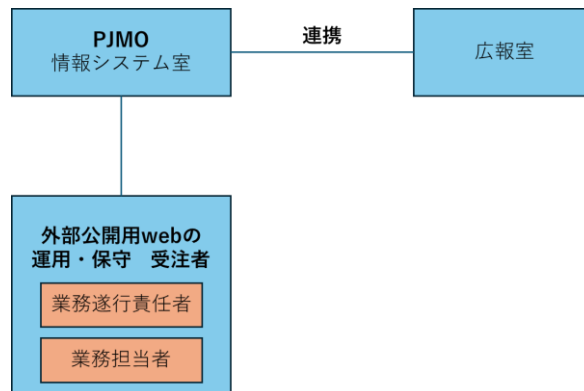 PJMO
情報システム室
連携
広報室
外部公開用webの
運用・保守　受注者
業務遂行責任者
業務担当者